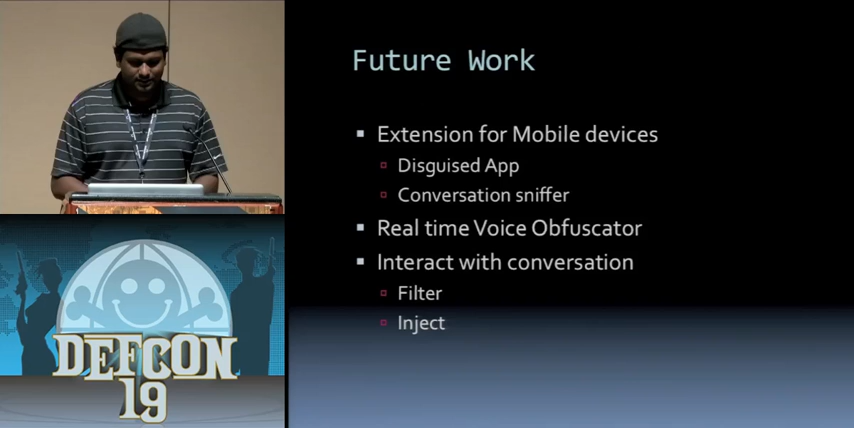 Future Work
Extension for Mobile devices
Disguised App
Conversation sniffer
Real time Voice Obfuscator
Interact with conversation
Filter
Inject
DEFCON
19